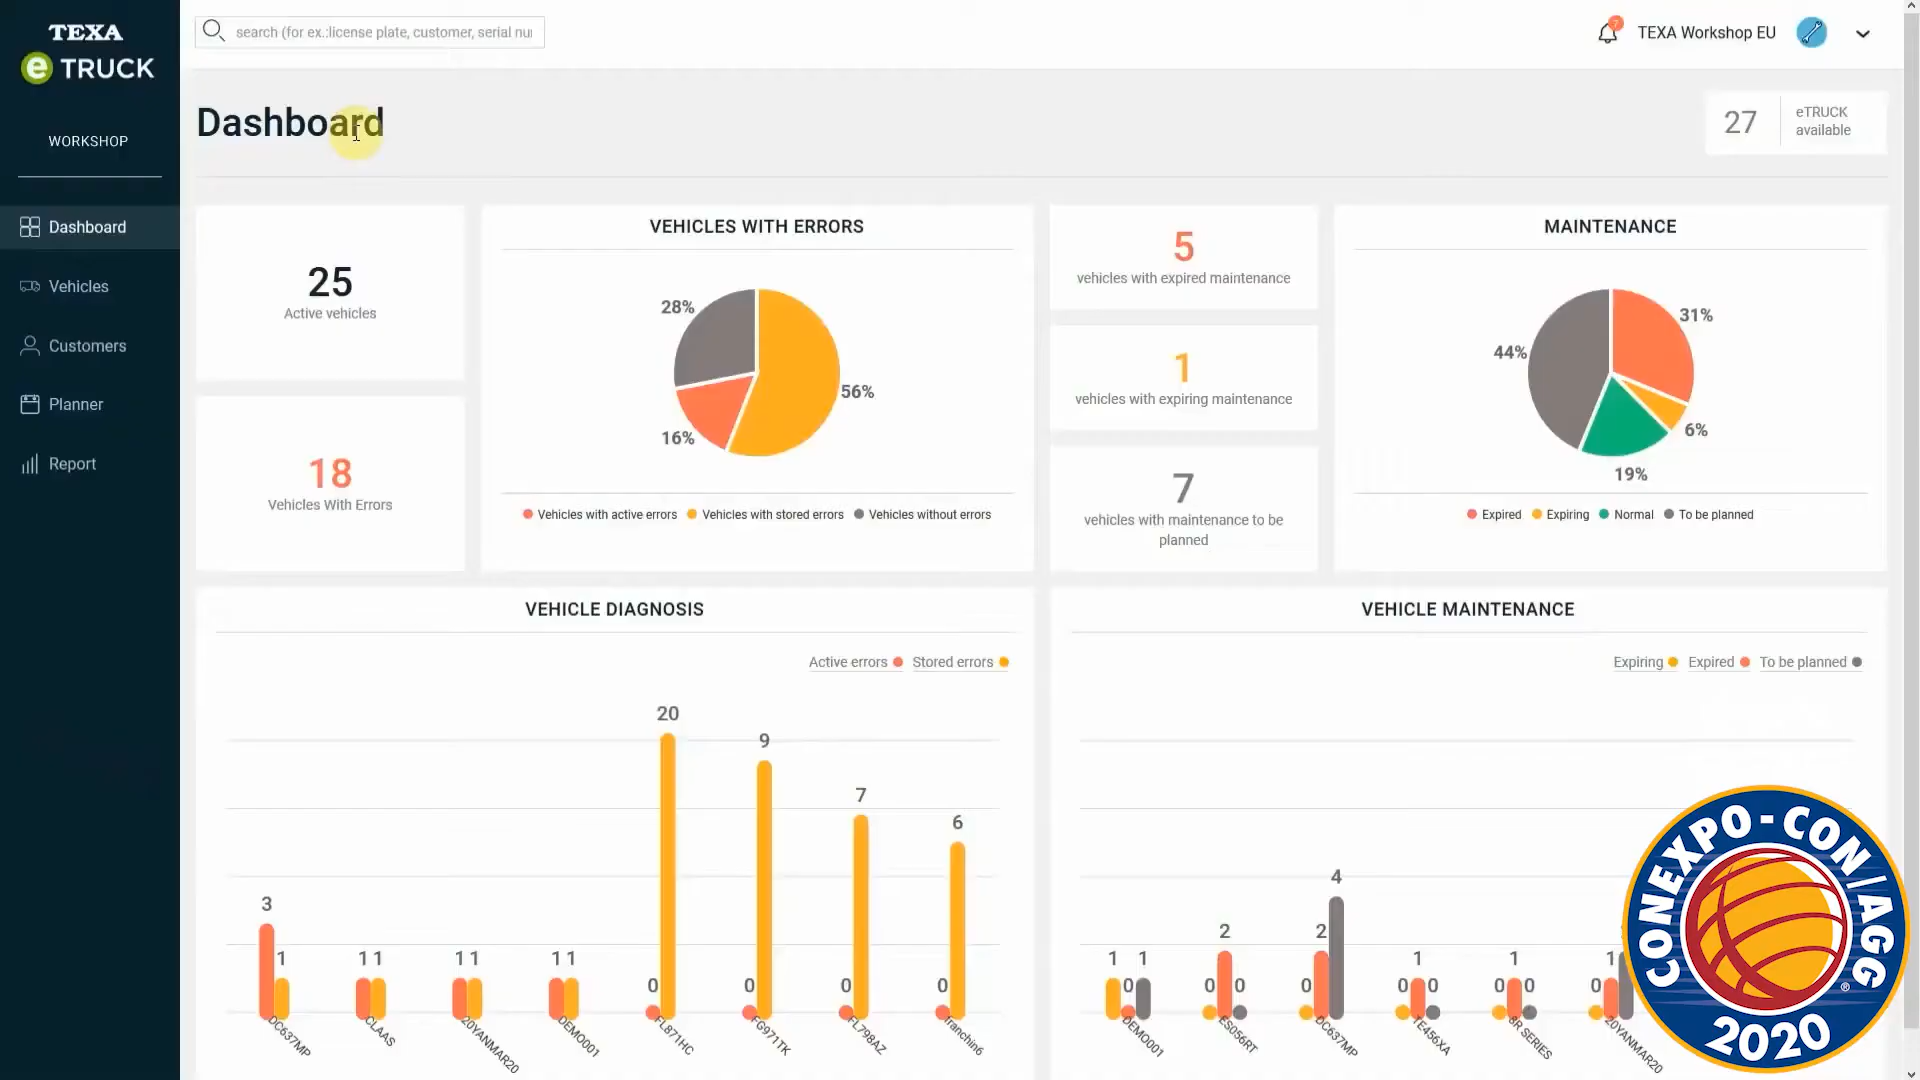 TEXA
e TRUCK
WORKSHOP
Dashboard
Vehicles
Customers
Planner
Report
search (for ex.:license plate, customer, serial nu
7
TEXA Workshop EU
Dashboard
27
eTRUCK
available
25
Active vehicles
18
Vehicles With Errors
VEHICLES WITH ERRORS
28%
56%
16%
Vehicles with active errors
Vehicles with stored errors
Vehicles without errors
5
vehicles with expired maintenance
1
vehicles with expiring maintenance
7
vehicles with maintenance to be
planned
MAINTENANCE
31%
44%
6%
19%
Expired
Expiring
Normal
To be planned
VEHICLE DIAGNOSIS
Active errors
Stored errors
20
9
7
6
3
1
1 1
1 1
1 1
0
0
0
0
DC637MP
CLAAS
20YANMAR20
DEMO001
FL871HC
FG971TK
FL798AZ
franchin6
VEHICLE MAINTENANCE
Expiring
Expired
To be planned
4
2
2
1
1
1
1 0 1
0 0
0
0 0
0 0
0
DEMO001
ES056RT
DC637MP
TE456XA
8R SERIES
20YANMAR20
CONEXPO-CON/AGG
®
2020